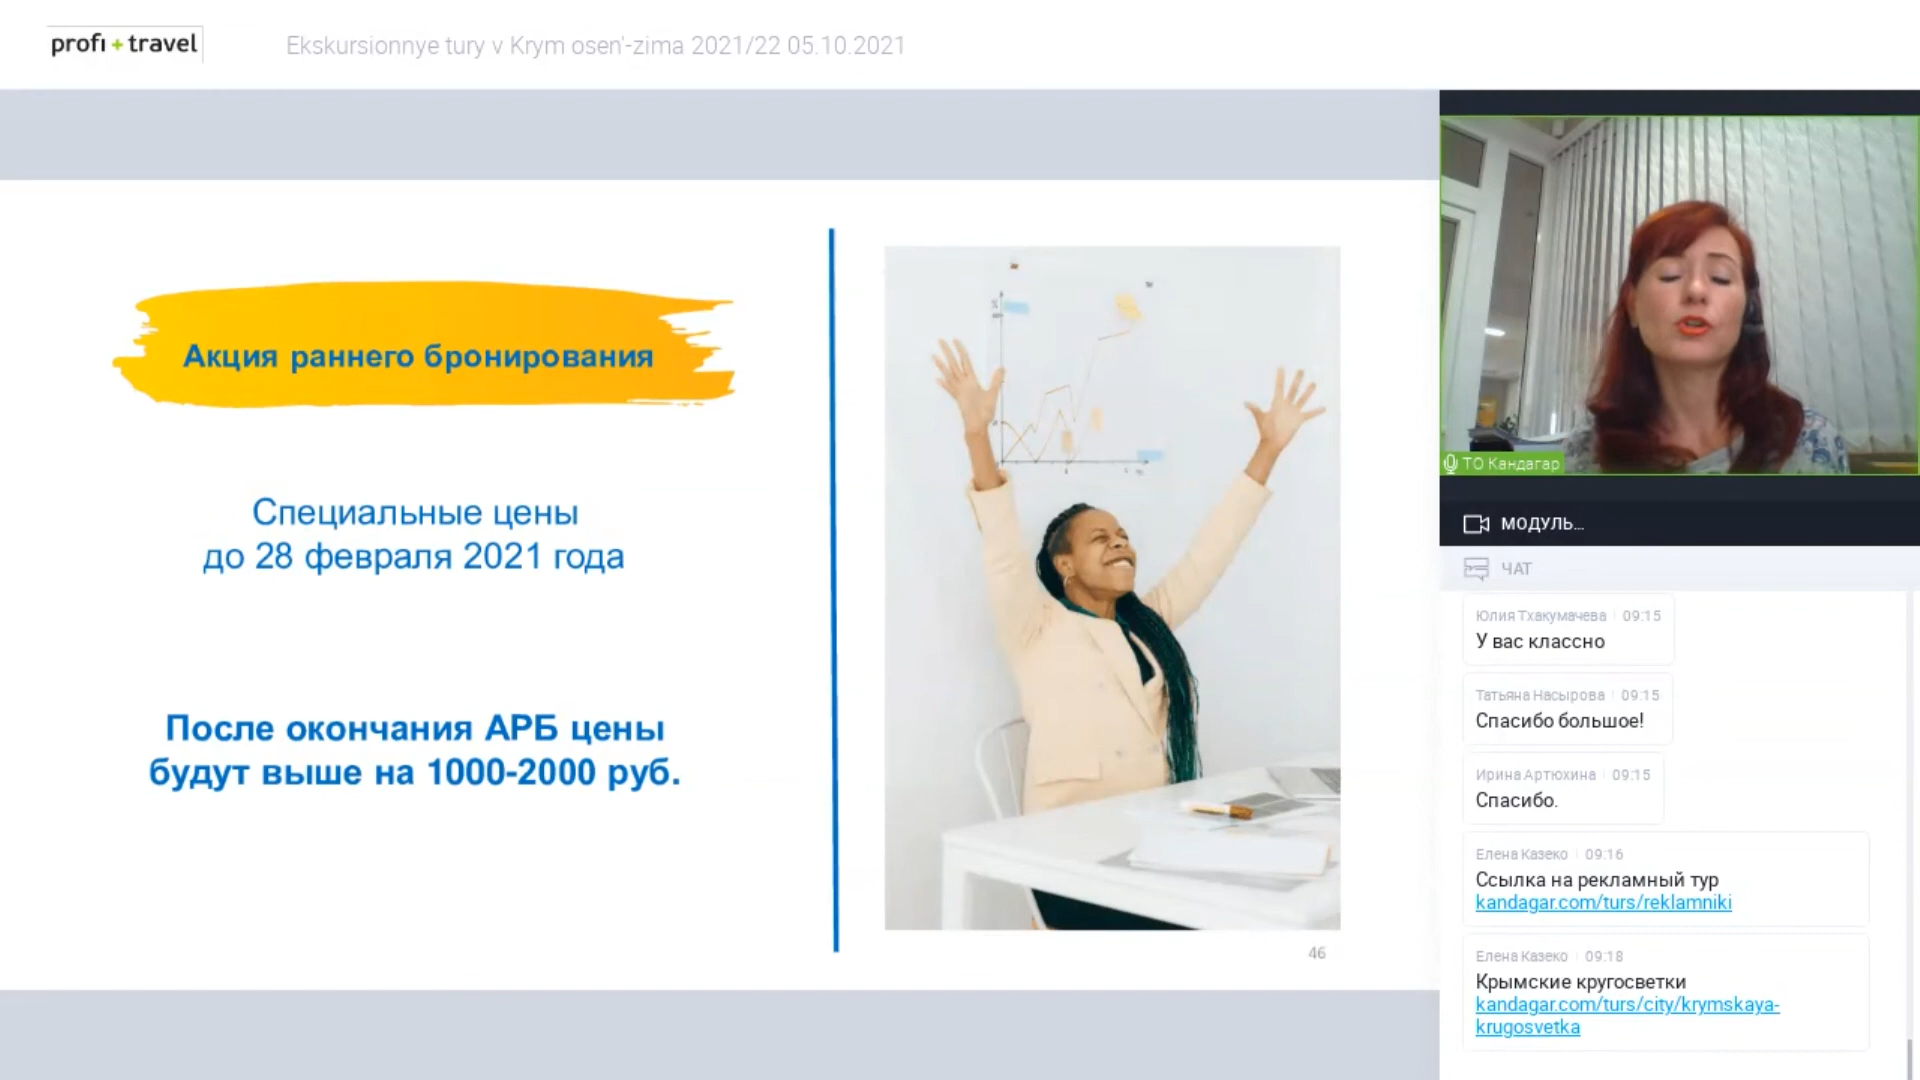 profi + travel
Ekskursionnye tury v Krym osen'-zima 2021/22 05.10.2021
Акция раннего бронирования
Специальные цены
до 28 февраля 2021 года
После окончания АРБ цены
будут выше на 1000-2000 руб.
46
ТО Кандагар
МОДУЛЬ...
ЧАТ
Юлия Тхакумачева 09:15
У вас классно
Татьяна Насырова 09:15
Спасибо большое!
Ирина Артюхина 09:15
Спасибо.
Елена Казеко 09:16
Ссылка на рекламный тур
kandagar.com/turs/reklamniki
Елена Казеко 09:18
Крымские кругосветки
kandagar.com/turs/city/krymskaya-
krugosvetka